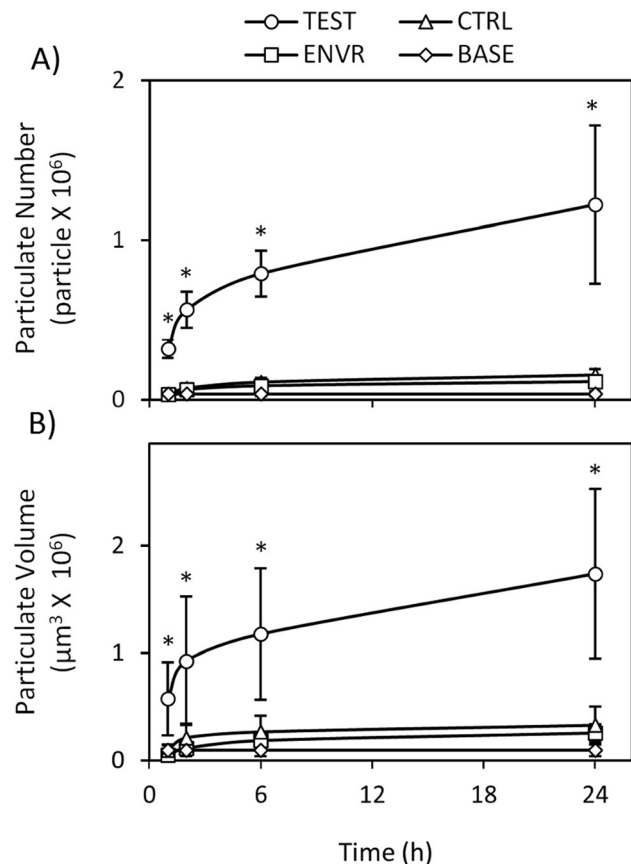 TEST CTRL
ENVR BASE
A)
2
1
0
Particulate Number
(particle X 10⁶)
*
*
*
*
B)
2
1
0
Particulate Volume
(µm³ X 10⁶)
*
*
*
*
0 6 12 18 24
Time (h)